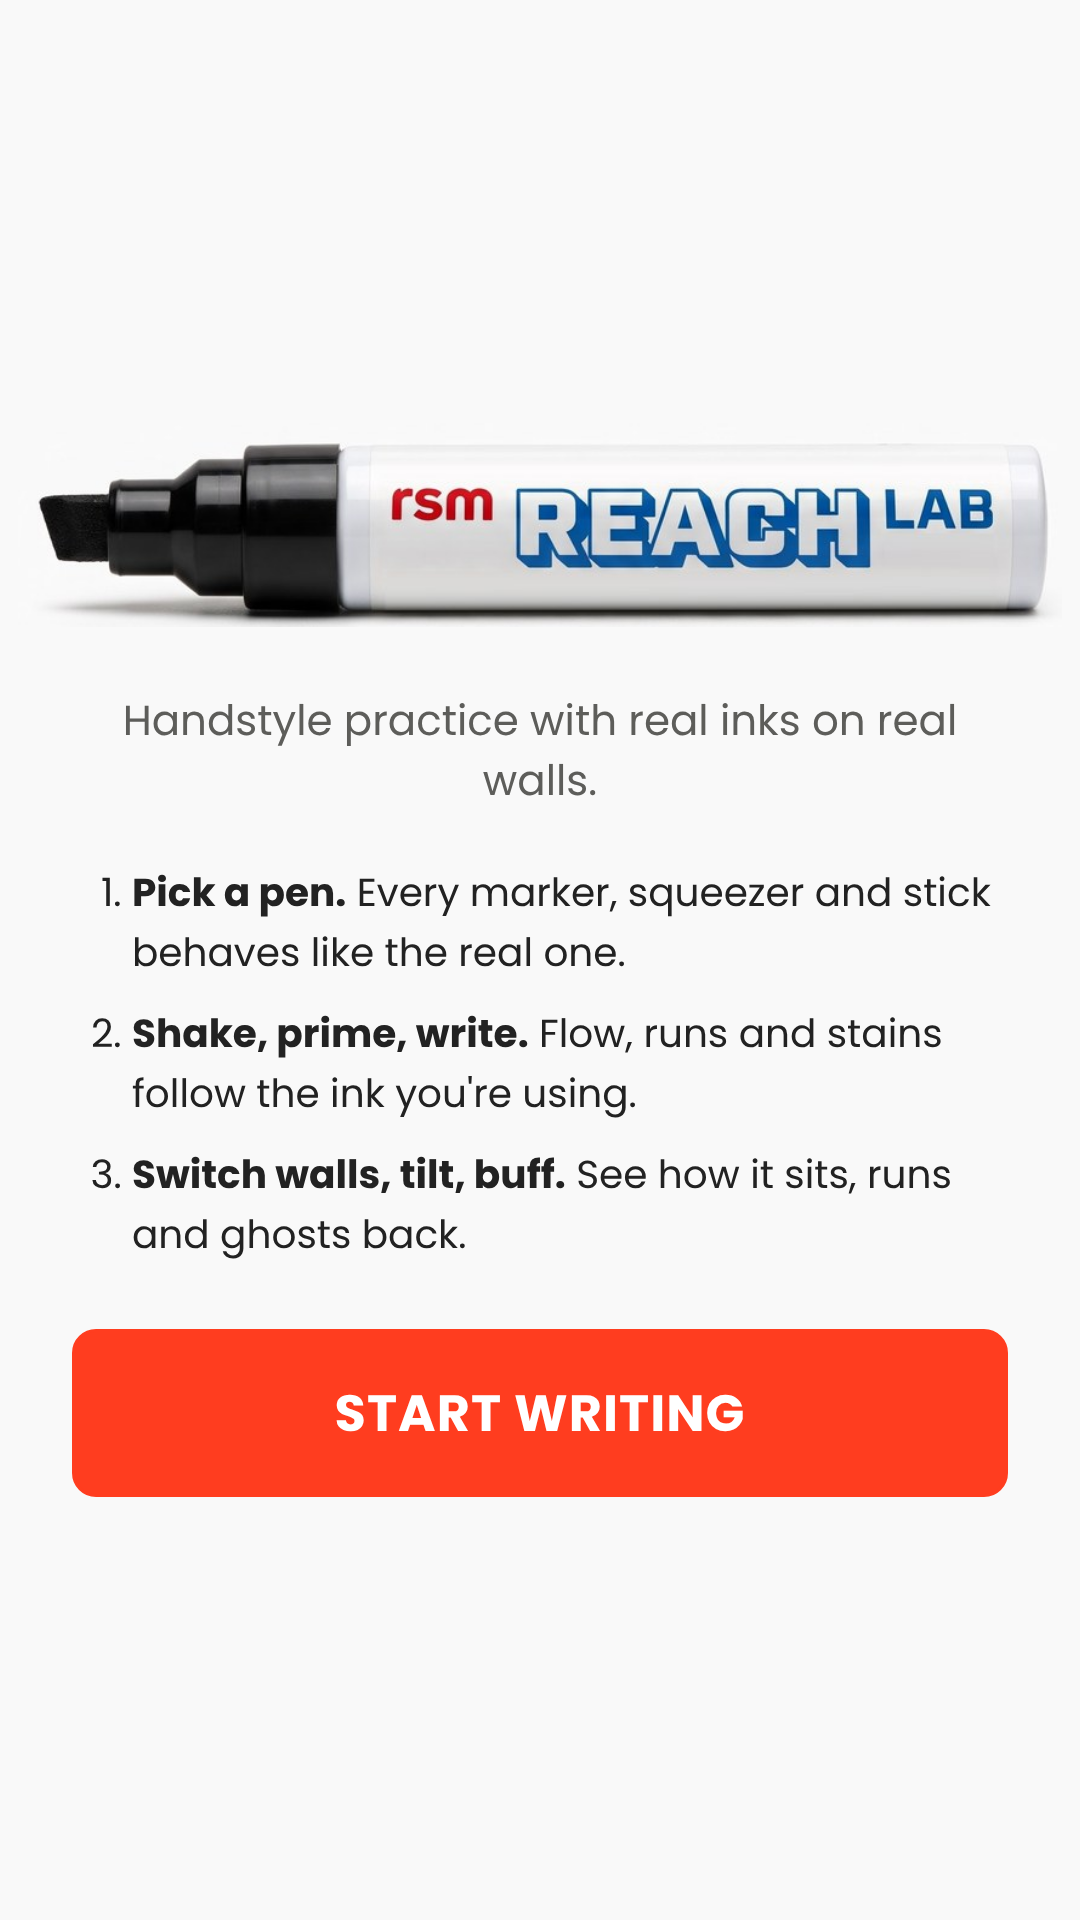 rsm REACH LAB
Handstyle practice with real inks on real
walls.
1. Pick a pen. Every marker, squeezer and stick
behaves like the real one.
2. Shake, prime, write. Flow, runs and stains
follow the ink you're using.
3. Switch walls, tilt, buff. See how it sits, runs
and ghosts back.
START WRITING